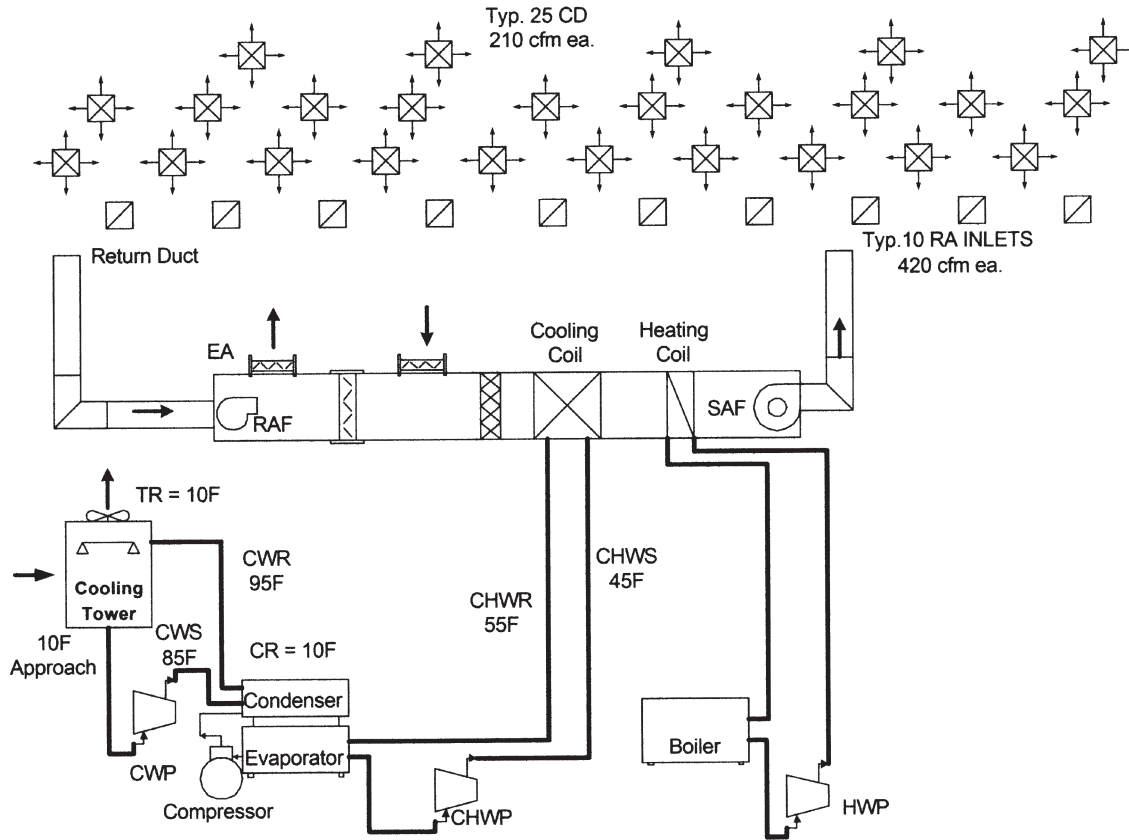 Typ. 25 CD
210 cfm ea.
Return Duct
Typ.10 RA INLETS
420 cfm ea.
EA
Cooling
Coil
Heating
Coil
RAF
SAF
TR = 10F
CWR
95F
CHWS
45F
CHWR
55F
Cooling
Tower
10F
Approach
CWS
85F
CR = 10F
Condenser
Evaporator
Boiler
CWP
Compressor
CHWP
HWP